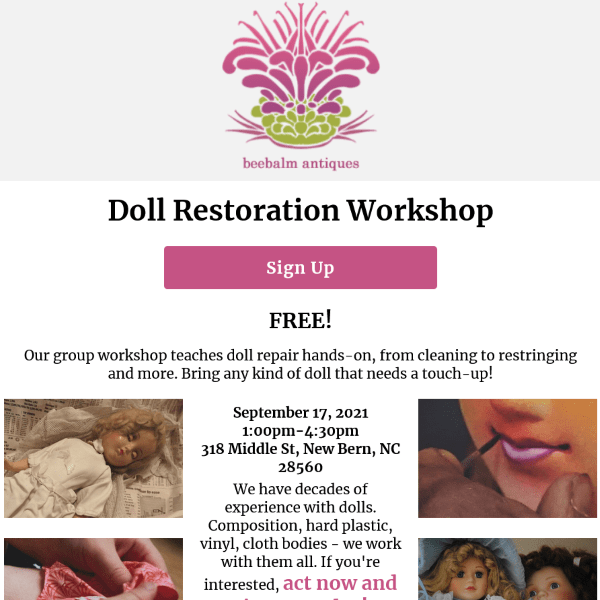 beebalm antiques
Doll Restoration Workshop
Sign Up
FREE!
Our group workshop teaches doll repair hands-on, from cleaning to restringing
and more. Bring any kind of doll that needs a touch-up!
September 17, 2021
1:00pm-4:30pm
318 Middle St, New Bern, NC
28560
We have decades of
experience with dolls.
Composition, hard plastic,
vinyl, cloth bodies - we work
with them all. If you're
interested, act now and